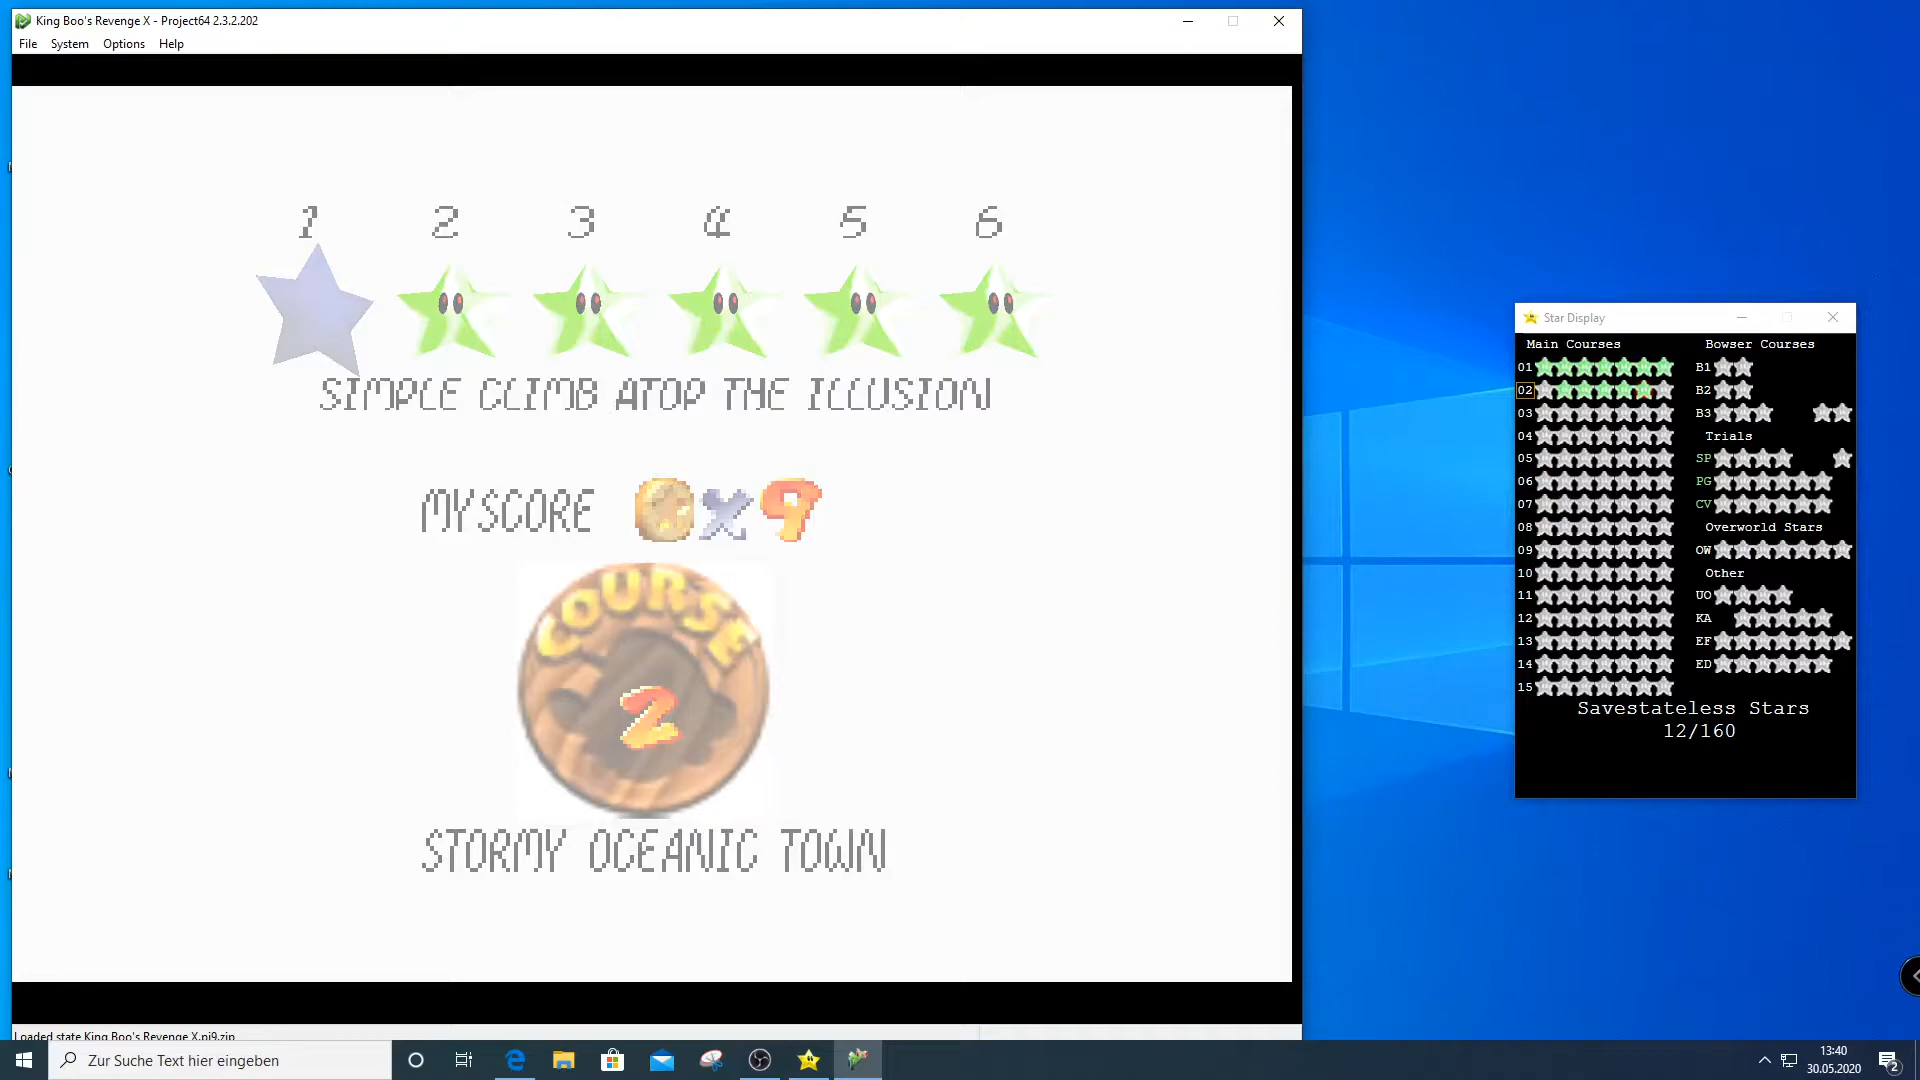 King Boo's Revenge X - Project64 2.3.2.202
File System Options Help
1 2 3 4 5 6
SIMPLE CLIMB ATOP THE ILLUSION
MY SCORE x9
COURSE
2
STORMY OCEANIC TOWN
Loaded state King Boo's Revenge X.pj9.zip
Star Display
Main Courses Bowser Courses
01 B1
02 B2
03 B3
04 Trials
05 SP
06 PG
07 CV
08 Overworld Stars
09 OW
10 Other
11 UO
12 KA
13 EF
14 ED
15
Savestateless Stars
12/160
Zur Suche Text hier eingeben
13:40
30.05.2020
2